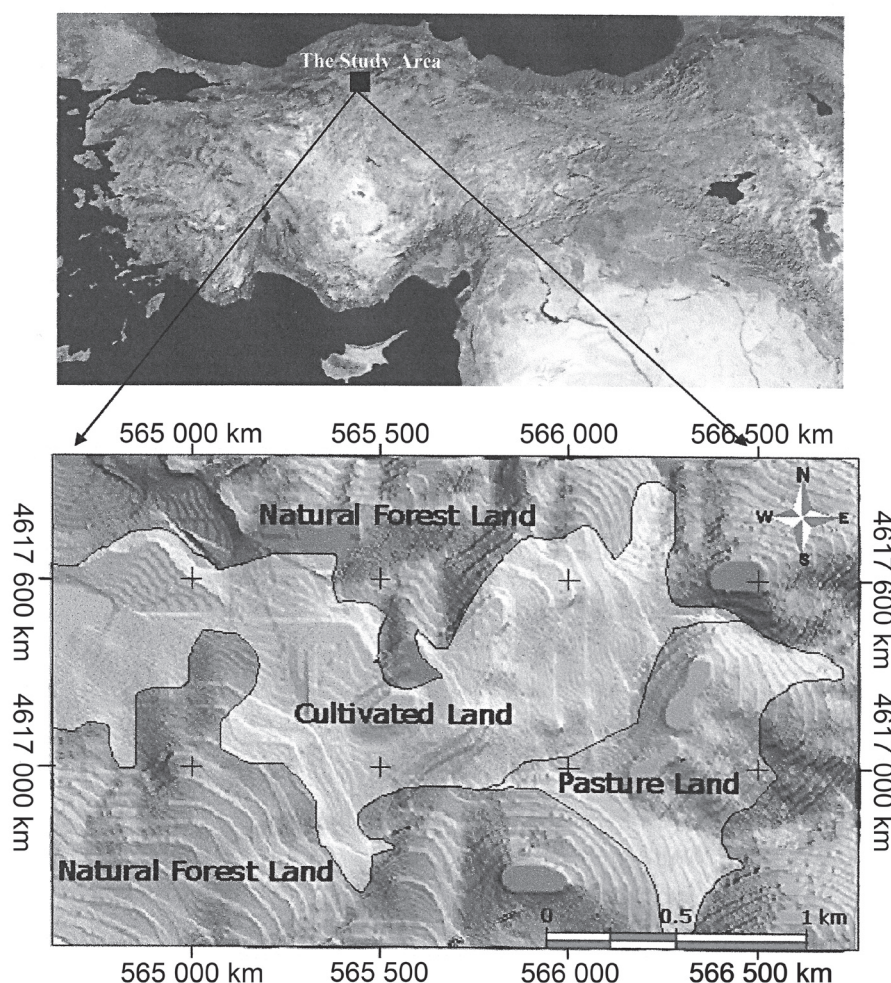 The Study Area
565 000 km 565 500 566 000 566 500 km
N
W E
S
Natural Forest Land
4617 600 km
4617 600 km
Cultivated Land
4617 000 km
4617 000 km
Pasture Land
Natural Forest Land
0 0.5 1 km
565 000 km 565 500 566 000 566 500 km